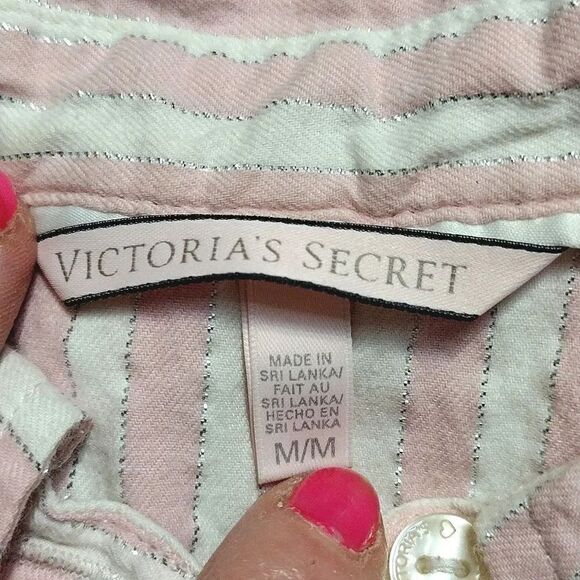 VICTORIA'S SECRET
MADE IN
SRI LANKA/
FAIT AU
SRI LANKA/
HECHO EN
SRI LANKA
M/M